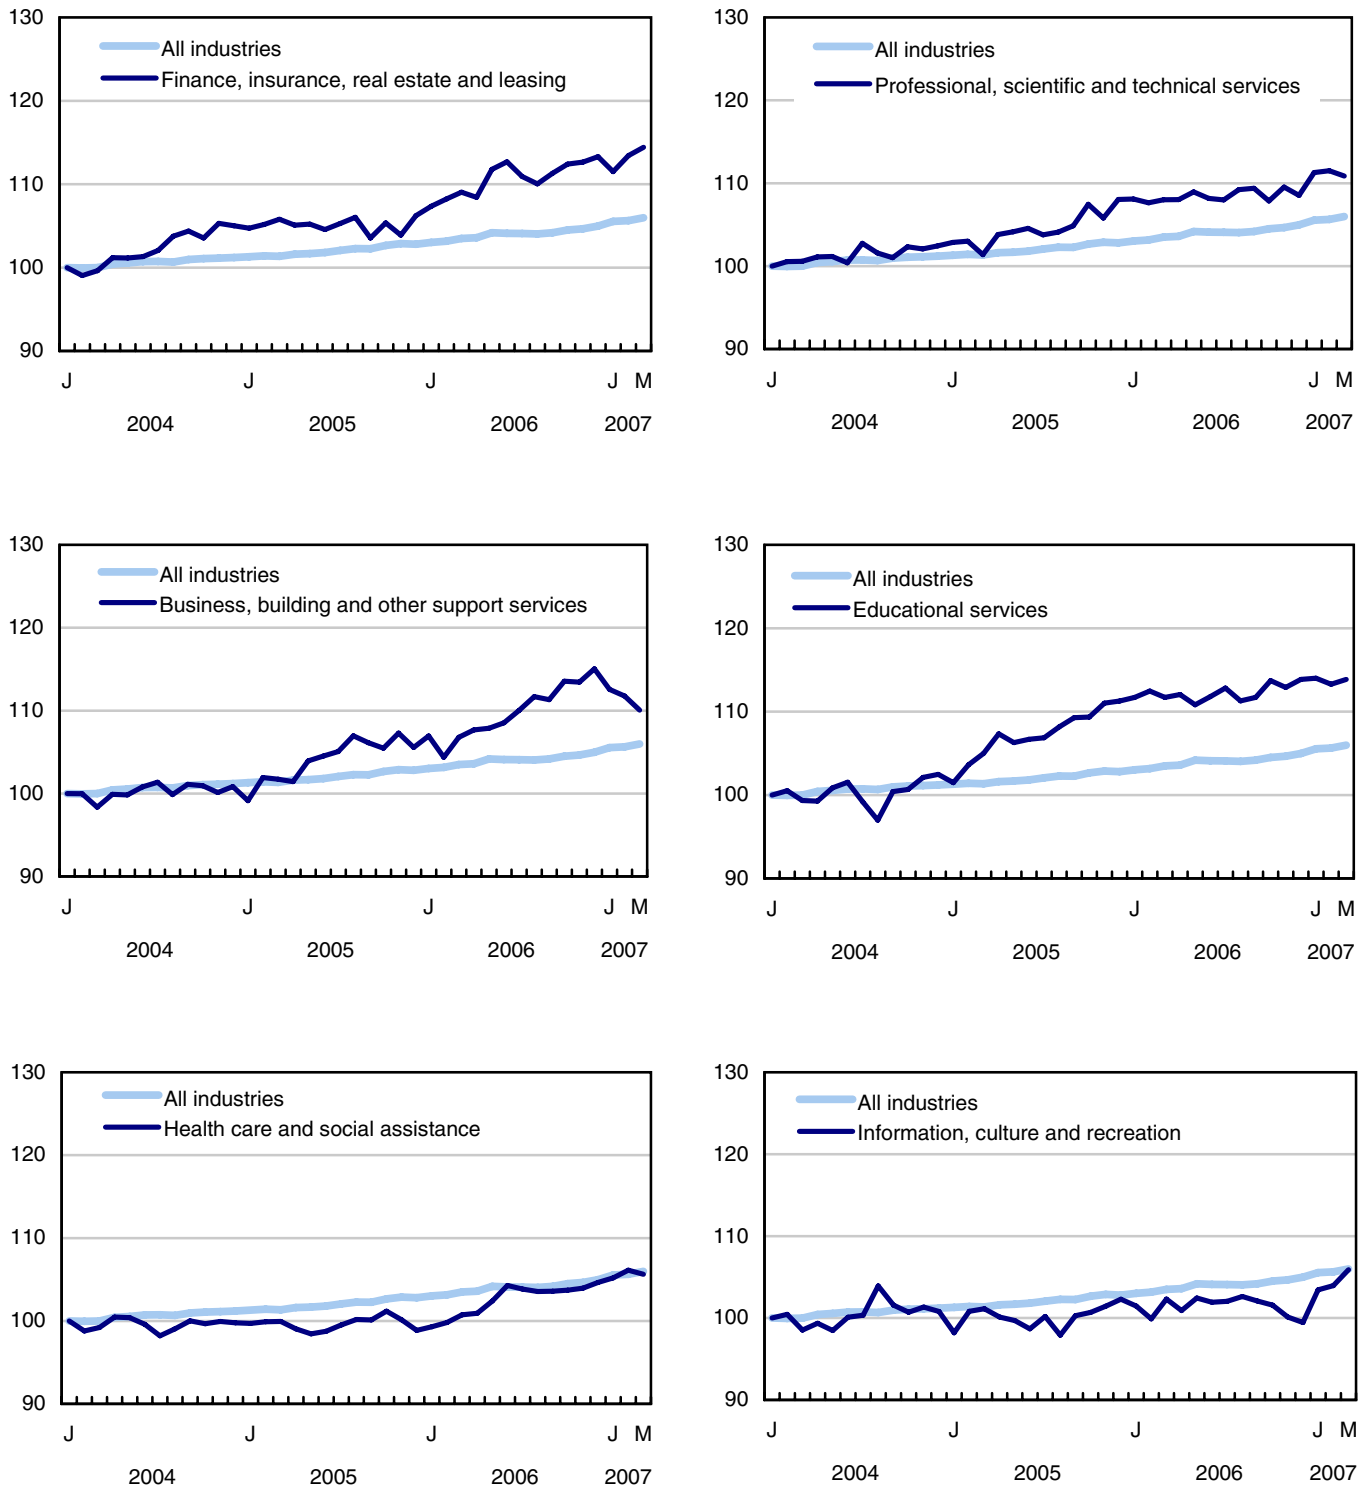 130
120
110
100
90
All industries
Finance, insurance, real estate and leasing
J J J J M
2004 2005 2006 2007
130
120
110
100
90
All industries
Professional, scientific and technical services
J J J J M
2004 2005 2006 2007
130
120
110
100
90
All industries
Business, building and other support services
J J J J M
2004 2005 2006 2007
130
120
110
100
90
All industries
Educational services
J J J J M
2004 2005 2006 2007
130
120
110
100
90
All industries
Health care and social assistance
J J J J M
2004 2005 2006 2007
130
120
110
100
90
All industries
Information, culture and recreation
J J J J M
2004 2005 2006 2007